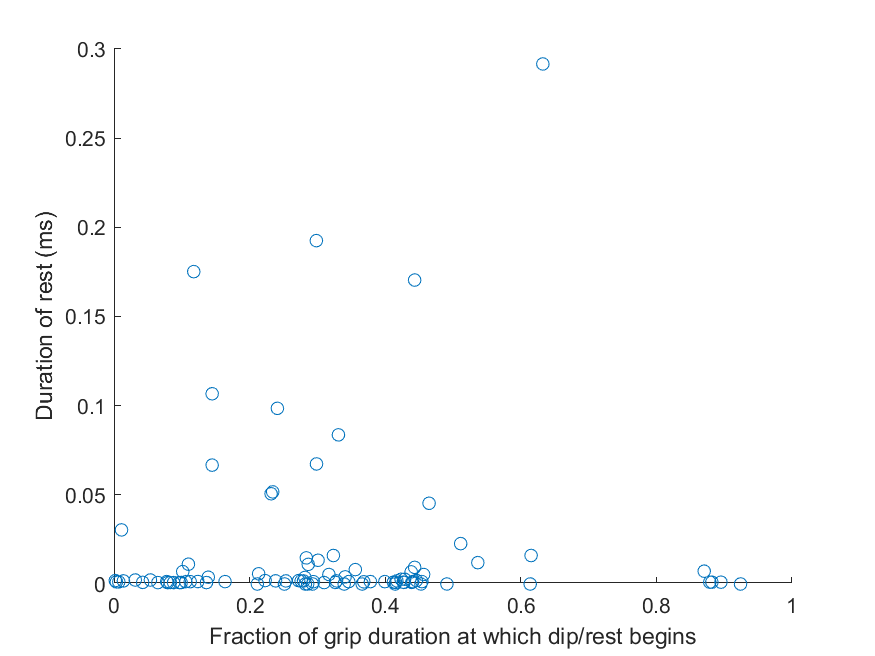 0.3
0.25
0.2
0.15
0.1
0.05
0
0 0.2 0.4 0.6 0.8 1
Duration of rest (ms)
Fraction of grip duration at which dip/rest begins